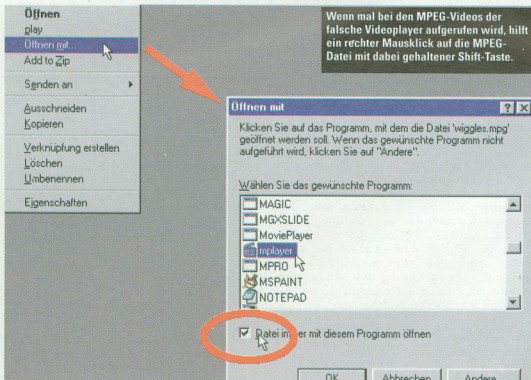 Öffnen
play
Öffnen mit...
Add to Zip
Senden an
Ausschneiden
Kopieren
Verknüpfung erstellen
Löschen
Umbenennen
Eigenschaften
Wenn mal bei den MPEG-Videos der
falsche Videoplayer aufgerufen wird, hilft
ein rechter Mausklick auf die MPEG-
Datei mit dabei gehaltener Shift-Taste.
Öffnen mit
Klicken Sie auf das Programm, mit dem die Datei 'wiggles.mpg'
geöffnet werden soll. Wenn das gewünschte Programm nicht
aufgeführt wird, klicken Sie auf "Andere".
Wählen Sie das gewünschte Programm:
MAGIC
MGXSLIDE
MoviePlayer
mplayer
MPRO
MSPAINT
NOTEPAD
Datei immer mit diesem Programm öffnen
OK Abbrechen Andere...